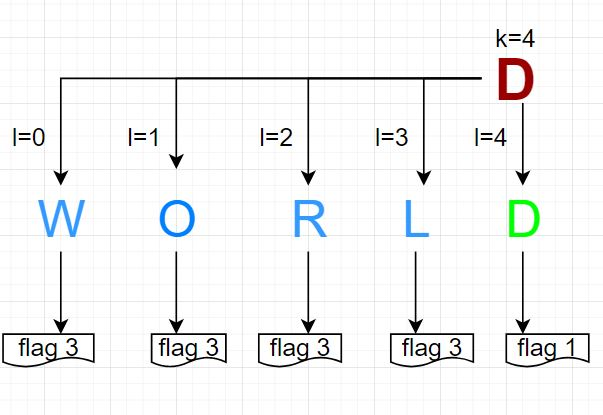 k=4
D
l=0 l=1 l=2 l=3 l=4
W O R L D
flag 3 flag 3 flag 3 flag 3 flag 1